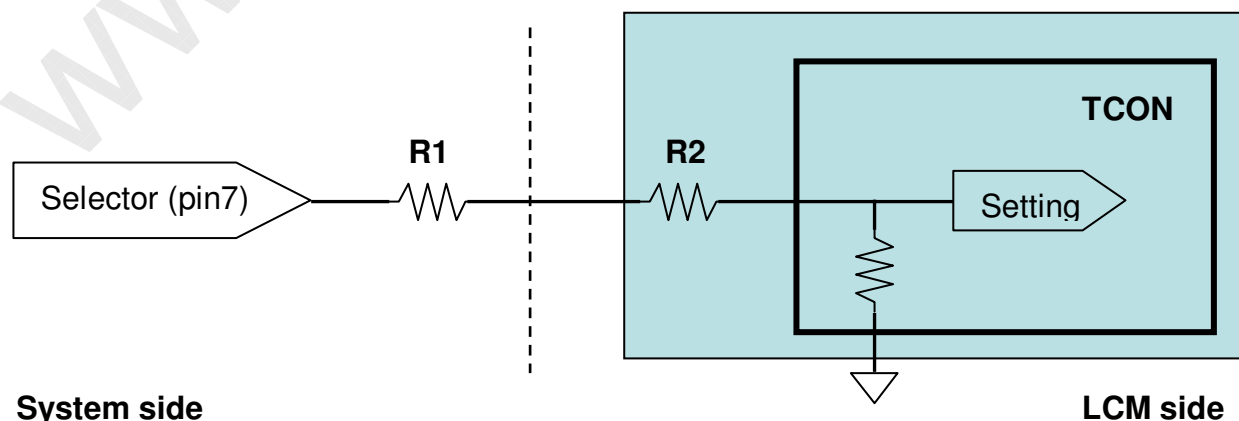 TCON
R1
R2
Selector (pin7)
Setting
System side
LCM side